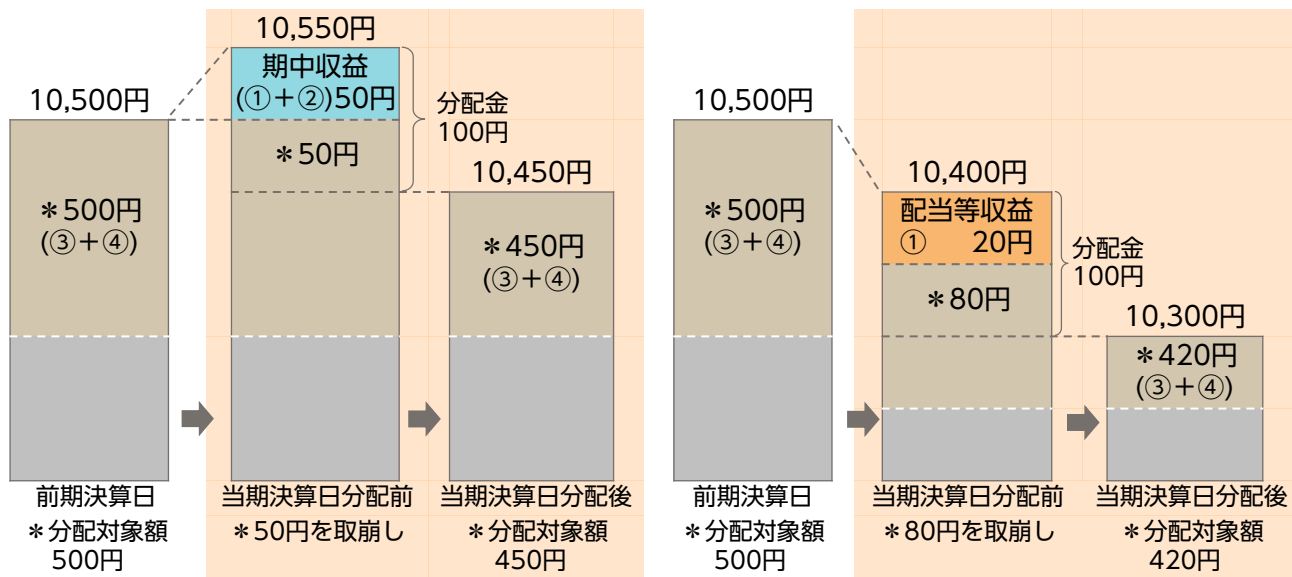 10,500円
＊500円
(③＋④)
前期決算日
＊分配対象額
500円
10,550円
期中収益
(①＋②)50円
＊50円
分配金
100円
当期決算日分配前
＊50円を取崩し
10,450円
＊450円
(③＋④)
当期決算日分配後
＊分配対象額
450円
10,500円
＊500円
(③＋④)
前期決算日
＊分配対象額
500円
10,400円
配当等収益
① 20円
＊80円
分配金
100円
当期決算日分配前
＊80円を取崩し
10,300円
＊420円
(③＋④)
当期決算日分配後
＊分配対象額
420円